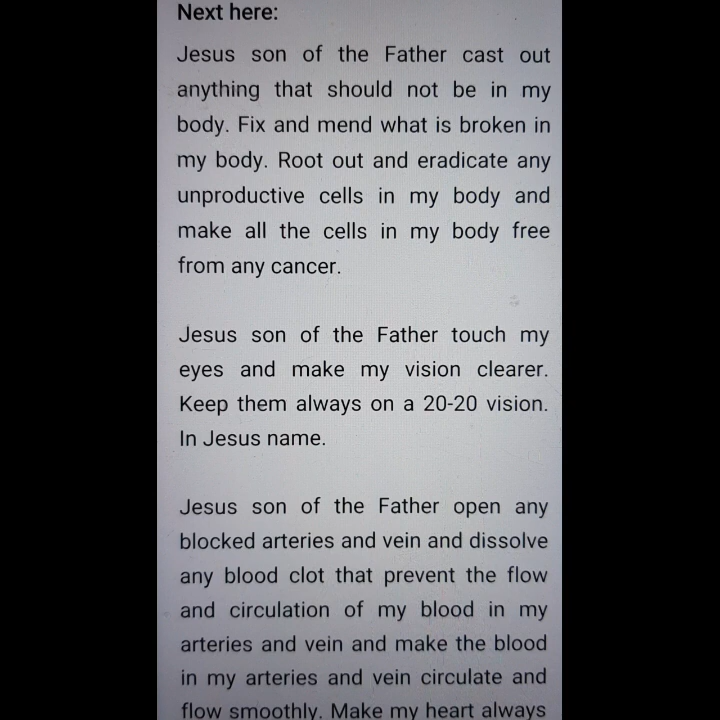 Next here:
Jesus son of the Father cast out
anything that should not be in my
body. Fix and mend what is broken in
my body. Root out and eradicate any
unproductive cells in my body and
make all the cells in my body free
from any cancer.
Jesus son of the Father touch my
eyes and make my vision clearer.
Keep them always on a 20-20 vision.
In Jesus name.
Jesus son of the Father open any
blocked arteries and vein and dissolve
any blood clot that prevent the flow
and circulation of my blood in my
arteries and vein and make the blood
in my arteries and vein circulate and
flow smoothly. Make my heart always